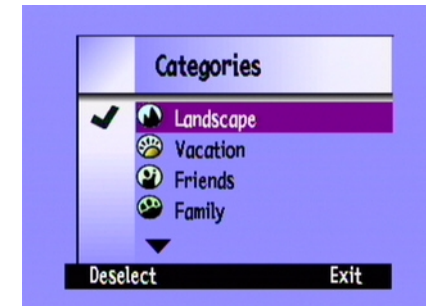 Categories
Landscape
Vacation
Friends
Family
Deselect Exit